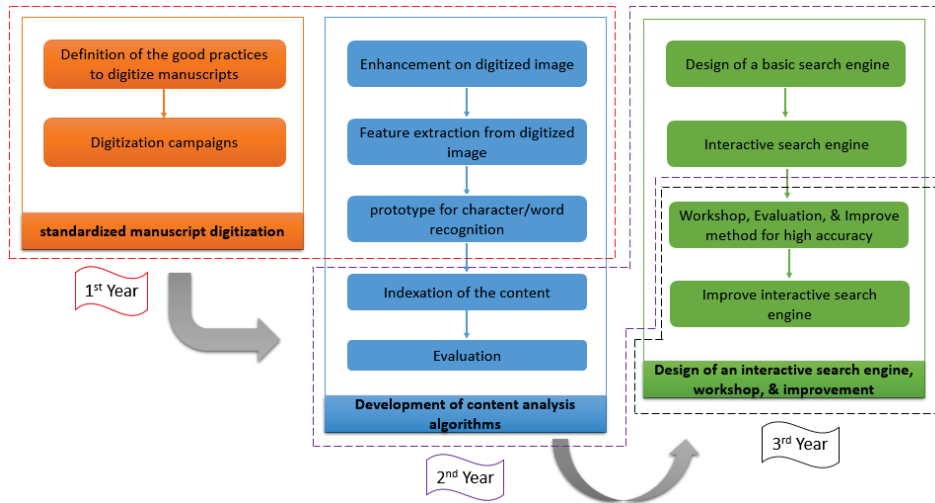 Definition of the good practices
to digitize manuscripts
Digitization campaigns
standardized manuscript digitization
1st Year
Enhancement on digitized image
Feature extraction from digitized
image
prototype for character/word
recognition
Indexation of the content
Evaluation
Development of content analysis
algorithms
2nd Year
Design of a basic search engine
Interactive search engine
Workshop, Evaluation, & Improve
method for high accuracy
Improve interactive search
engine
Design of an interactive search engine,
workshop, & improvement
3rd Year